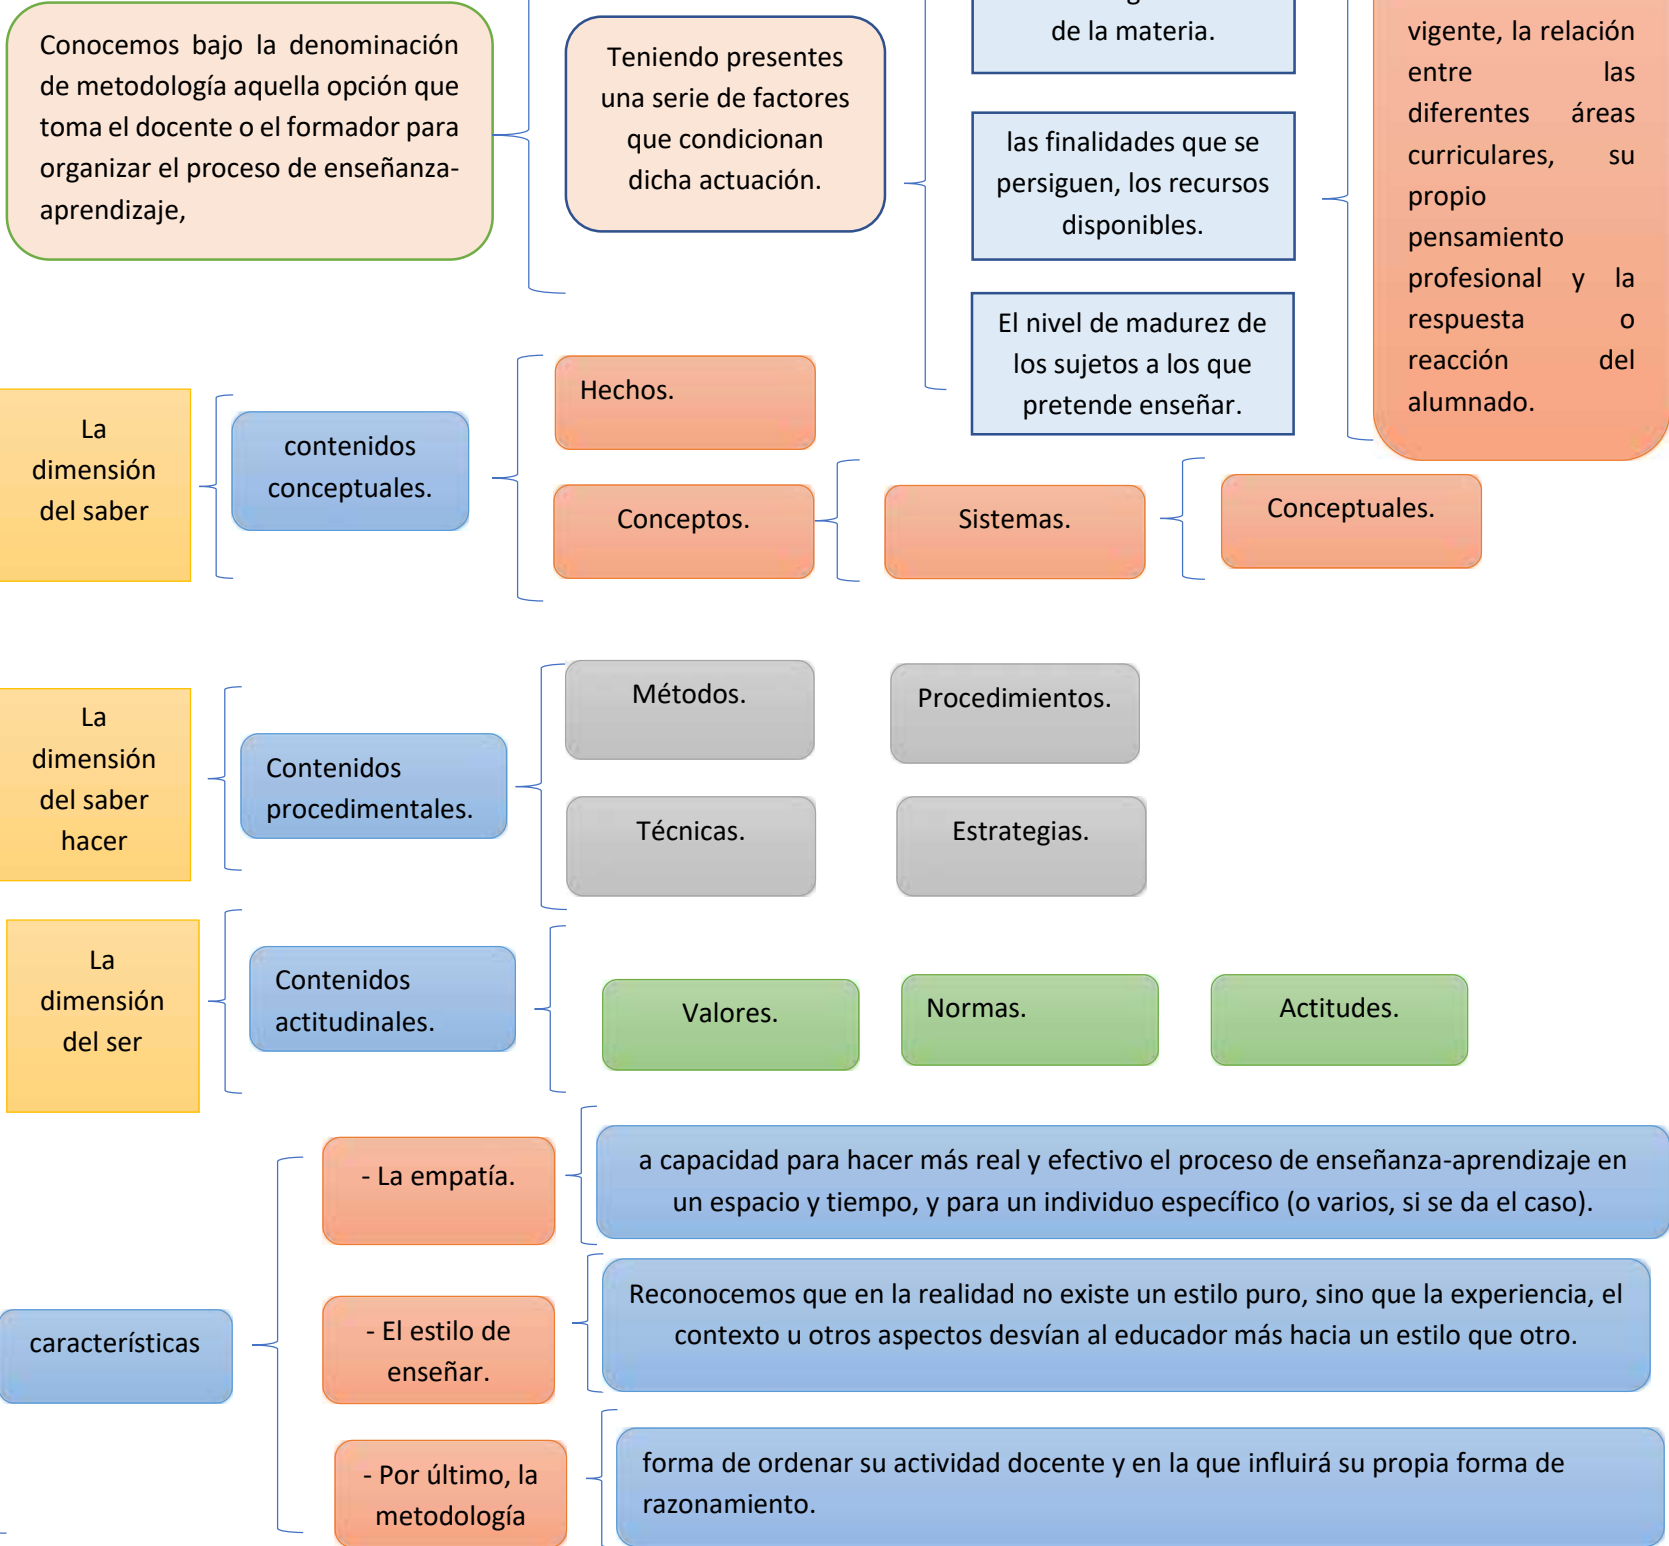 Conocemos bajo la denominación
de metodología aquella opción que
toma el docente o el formador para
organizar el proceso de enseñanza-
aprendizaje,
Teniendo presentes
una serie de factores
que condicionan
dicha actuación.
de la materia.
las finalidades que se
persiguen, los recursos
disponibles.
El nivel de madurez de
los sujetos a los que
pretende enseñar.
vigente, la relación
entre las
diferentes áreas
curriculares, su
propio
pensamiento
profesional y la
respuesta o
reacción del
alumnado.
La
dimensión
del saber
contenidos
conceptuales.
Hechos.
Conceptos.
Sistemas.
Conceptuales.
La
dimensión
del saber
hacer
Contenidos
procedimentales.
Métodos.
Procedimientos.
Técnicas.
Estrategias.
La
dimensión
del ser
Contenidos
actitudinales.
Valores.
Normas.
Actitudes.
características
- La empatía.
a capacidad para hacer más real y efectivo el proceso de enseñanza-aprendizaje en
un espacio y tiempo, y para un individuo específico (o varios, si se da el caso).
- El estilo de
enseñar.
Reconocemos que en la realidad no existe un estilo puro, sino que la experiencia, el
contexto u otros aspectos desvían al educador más hacia un estilo que otro.
- Por último, la
metodología
forma de ordenar su actividad docente y en la que influirá su propia forma de
razonamiento.